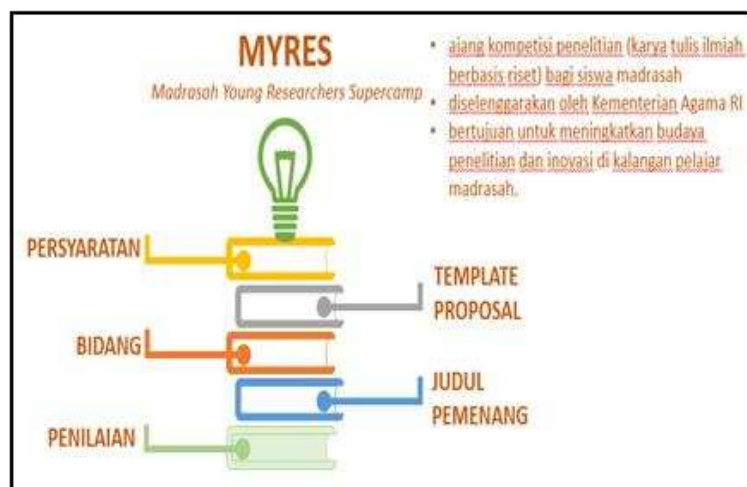 MYRES
Madrasah Young Researchers Supercamp
• ajang kompetisi penelitian (karya tulis ilmiah
berbasis riset) bagi siswa madrasah
• diselenggarakan oleh Kementerian Agama RI
• bertujuan untuk meningkatkan budaya
penelitian dan inovasi di kalangan pelajar
madrasah.
PERSYARATAN
TEMPLATE
PROPOSAL
BIDANG
JUDUL
PEMENANG
PENILAIAN